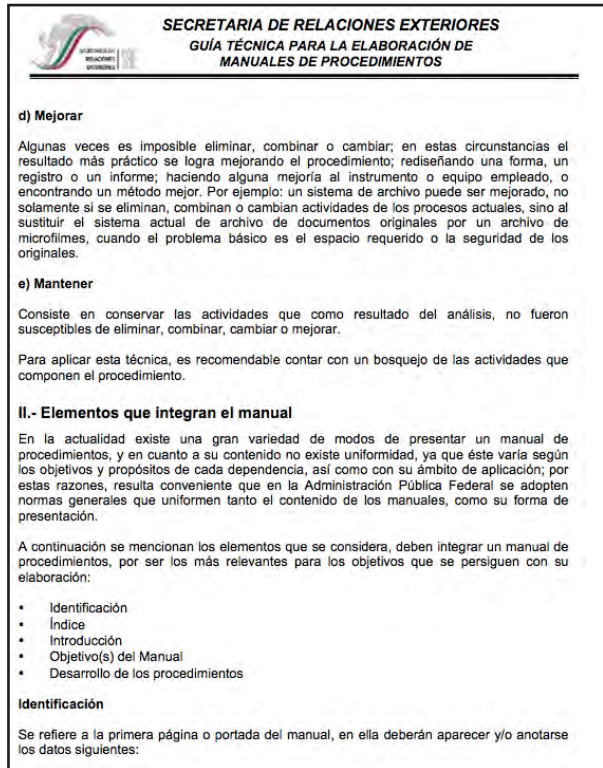 SECRETARIA DE RELACIONES EXTERIORES
GUÍA TÉCNICA PARA LA ELABORACIÓN DE
MANUALES DE PROCEDIMIENTOS
RELACIONES
EXTERIORES
d) Mejorar
Algunas veces es imposible eliminar, combinar o cambiar; en estas circunstancias el
resultado más práctico se logra mejorando el procedimiento; rediseñando una forma, un
registro o un informe; haciendo alguna mejoría al instrumento o equipo empleado, o
encontrando un método mejor. Por ejemplo: un sistema de archivo puede ser mejorado, no
solamente si se eliminan, combinan o cambian actividades de los procesos actuales, sino al
sustituir el sistema actual de archivo de documentos originales por un archivo de
microfilmes, cuando el problema básico es el espacio requerido o la seguridad de los
originales.
e) Mantener
Consiste en conservar las actividades que como resultado del análisis, no fueron
susceptibles de eliminar, combinar, cambiar o mejorar.
Para aplicar esta técnica, es recomendable contar con un bosquejo de las actividades que
componen el procedimiento.
II.- Elementos que integran el manual
En la actualidad existe una gran variedad de modos de presentar un manual de
procedimientos, y en cuanto a su contenido no existe uniformidad, ya que éste varía según
los objetivos y propósitos de cada dependencia, así como con su ámbito de aplicación; por
estas razones, resulta conveniente que en la Administración Pública Federal se adopten
normas generales que uniformen tanto el contenido de los manuales, como su forma de
presentación.
A continuación se mencionan los elementos que se considera, deben integrar un manual de
procedimientos, por ser los más relevantes para los objetivos que se persiguen con su
elaboración:
• Identificación
• Índice
• Introducción
• Objetivo(s) del Manual
• Desarrollo de los procedimientos
Identificación
Se refiere a la primera página o portada del manual, en ella deberán aparecer y/o anotarse
los datos siguientes: